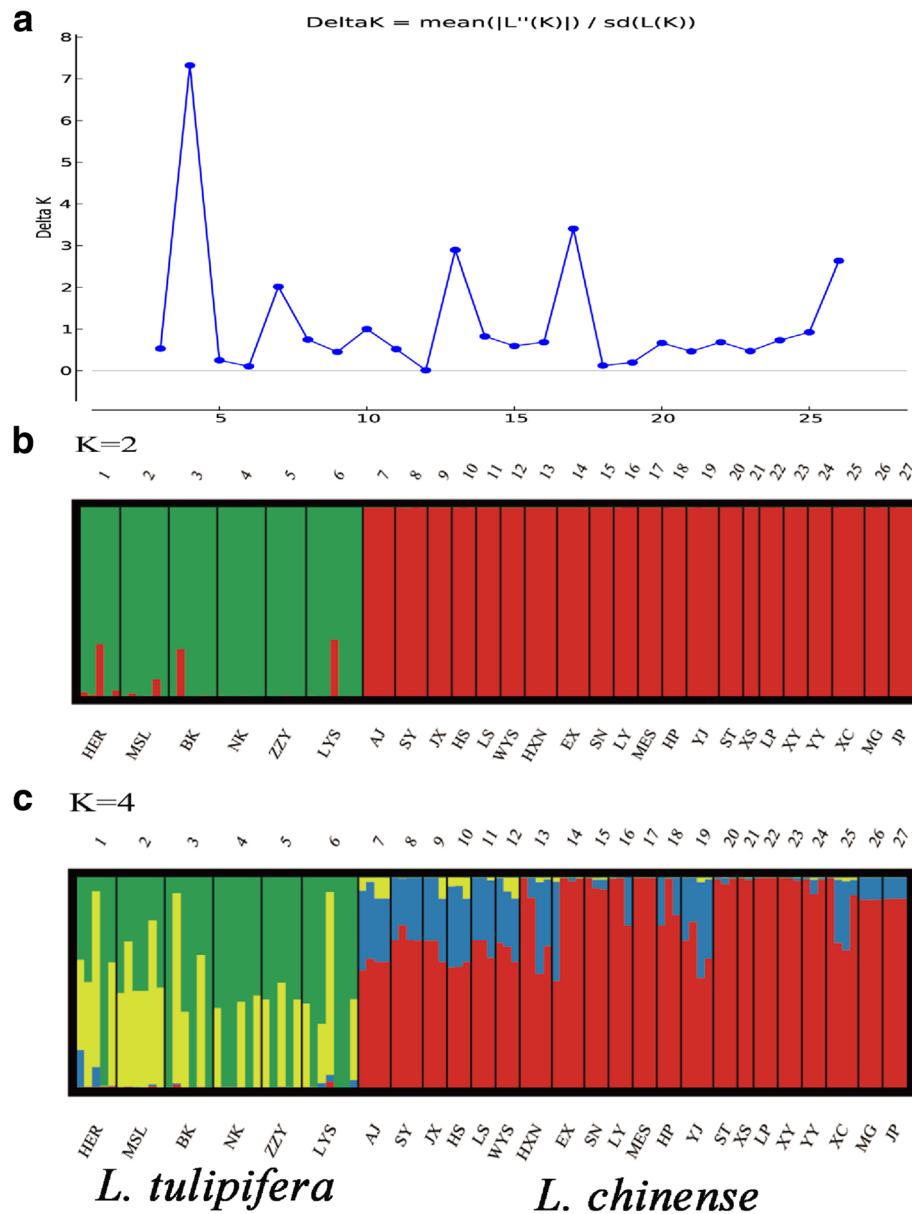 a
DeltaK = mean(|L''(K)|) / sd(L(K))
Delta K
8
7
6
5
4
3
2
1
0
5 10 15 20 25
b
K=2
1 2 3 4 5 6 7 8 9 10 11 12 13 14 15 16 17 18 19 20 21 22 23 24 25 26 27
HER MSL BK NK ZZY LYS AJ SY JX HS LS WYS HXN EX SN LY MES HP YJ ST XS LP XY YY XC MG JP
c
K=4
1 2 3 4 5 6 7 8 9 10 11 12 13 14 15 16 17 18 19 20 21 22 23 24 25 26 27
HER MSL BK NK ZZY LYS AJ SY JX HS LS WYS HXN EX SN LY MES HP YJ ST XS LP XY YY XC MG JP
L. tulipifera L. chinense